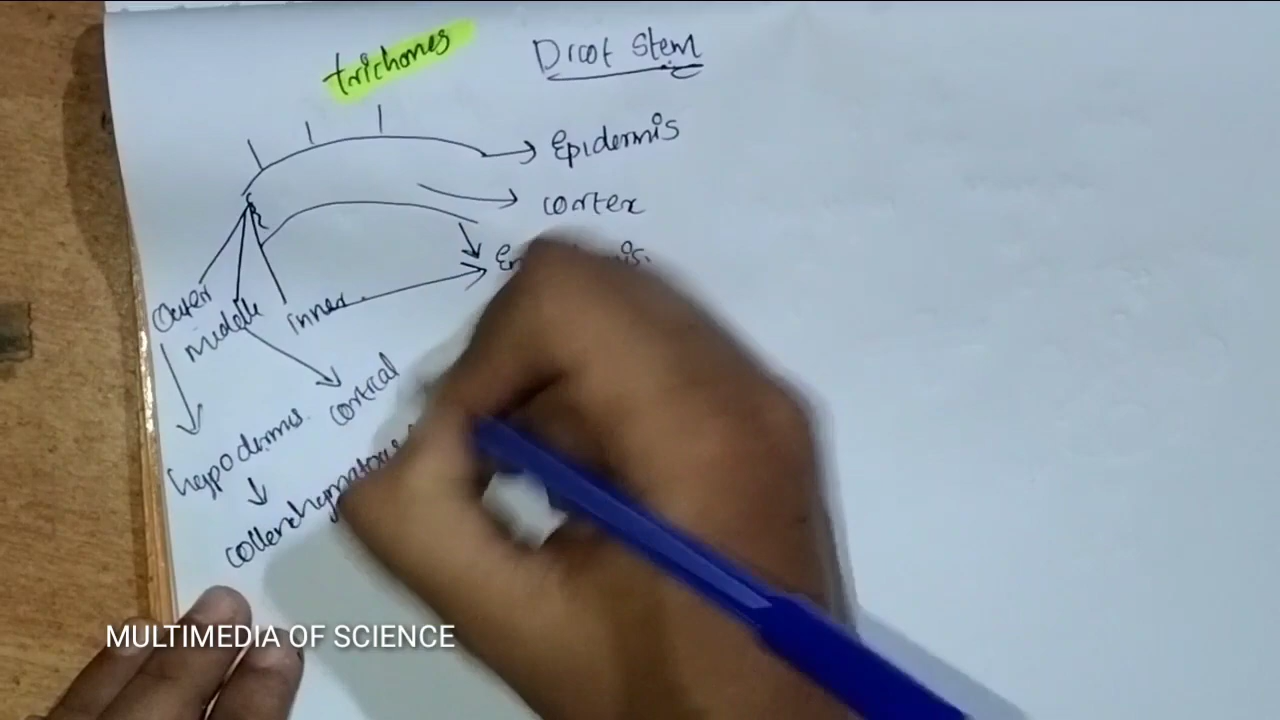 trichomes
Dicot Stem
Epidermis
cortex
Outer
middle
inner
cortical
hypodermis
collenchymatous
MULTIMEDIA OF SCIENCE